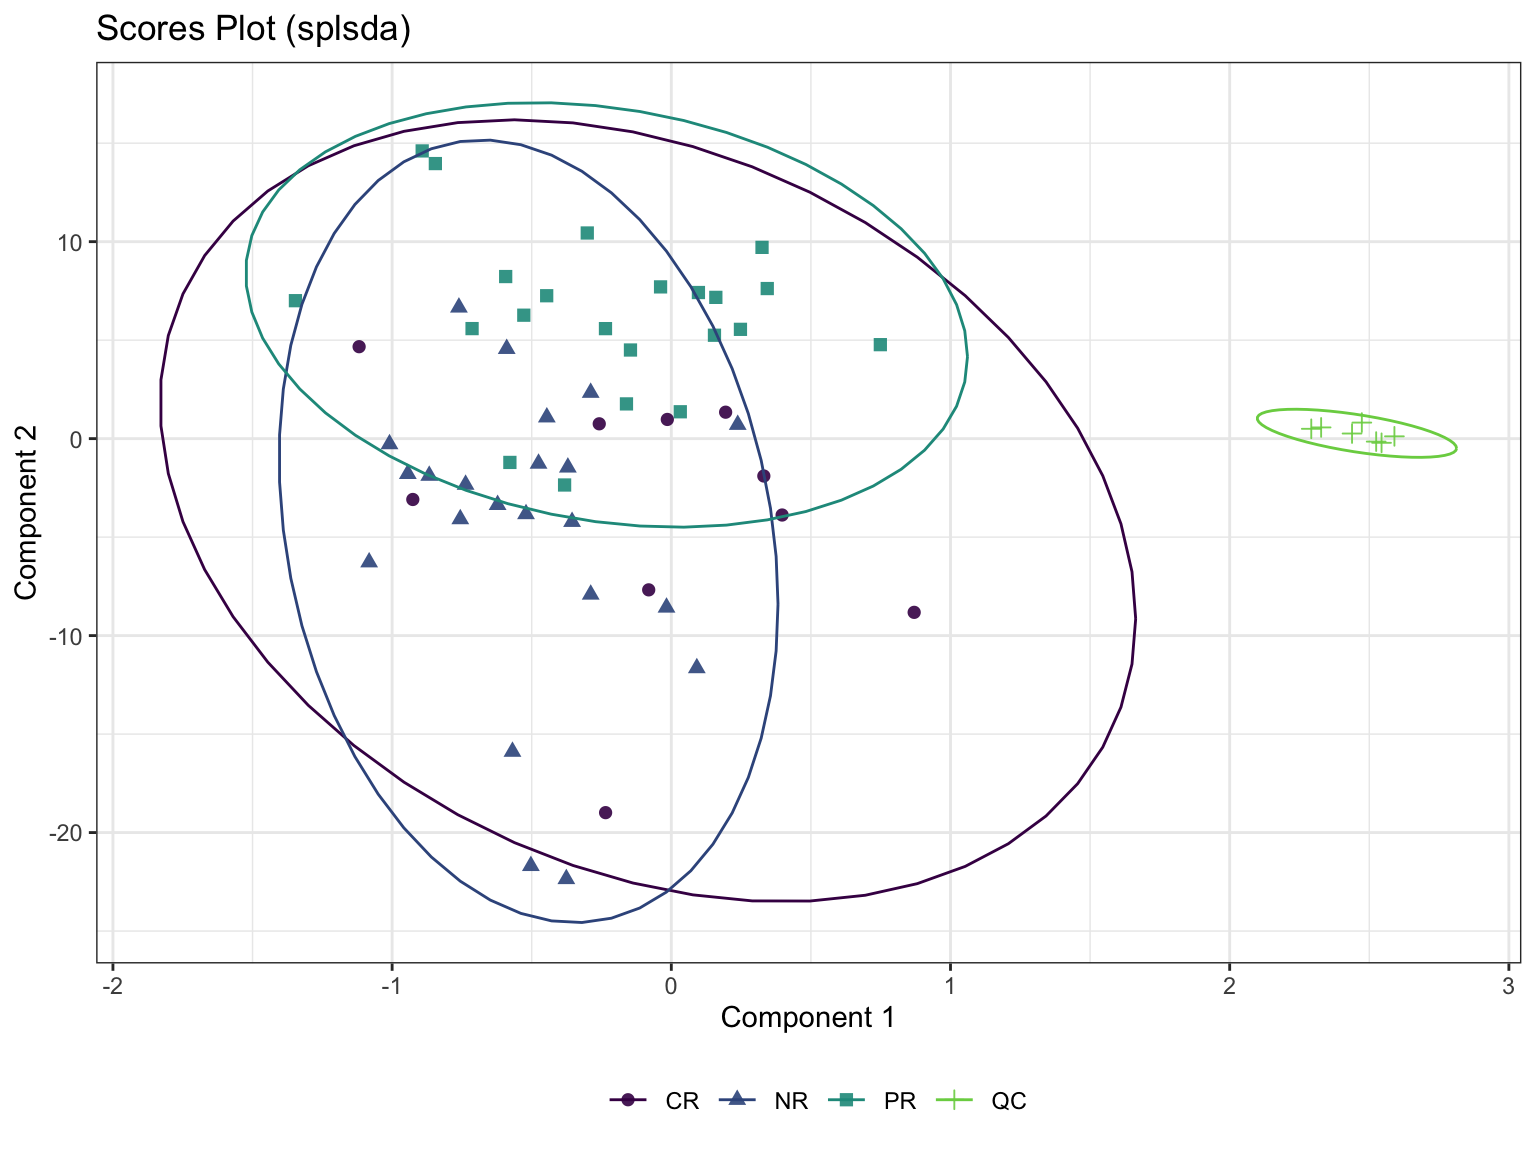 Scores Plot (splsda)
Component 2
10
0
-10
-20
-2 -1 0 1 2 3
Component 1
CR NR PR QC